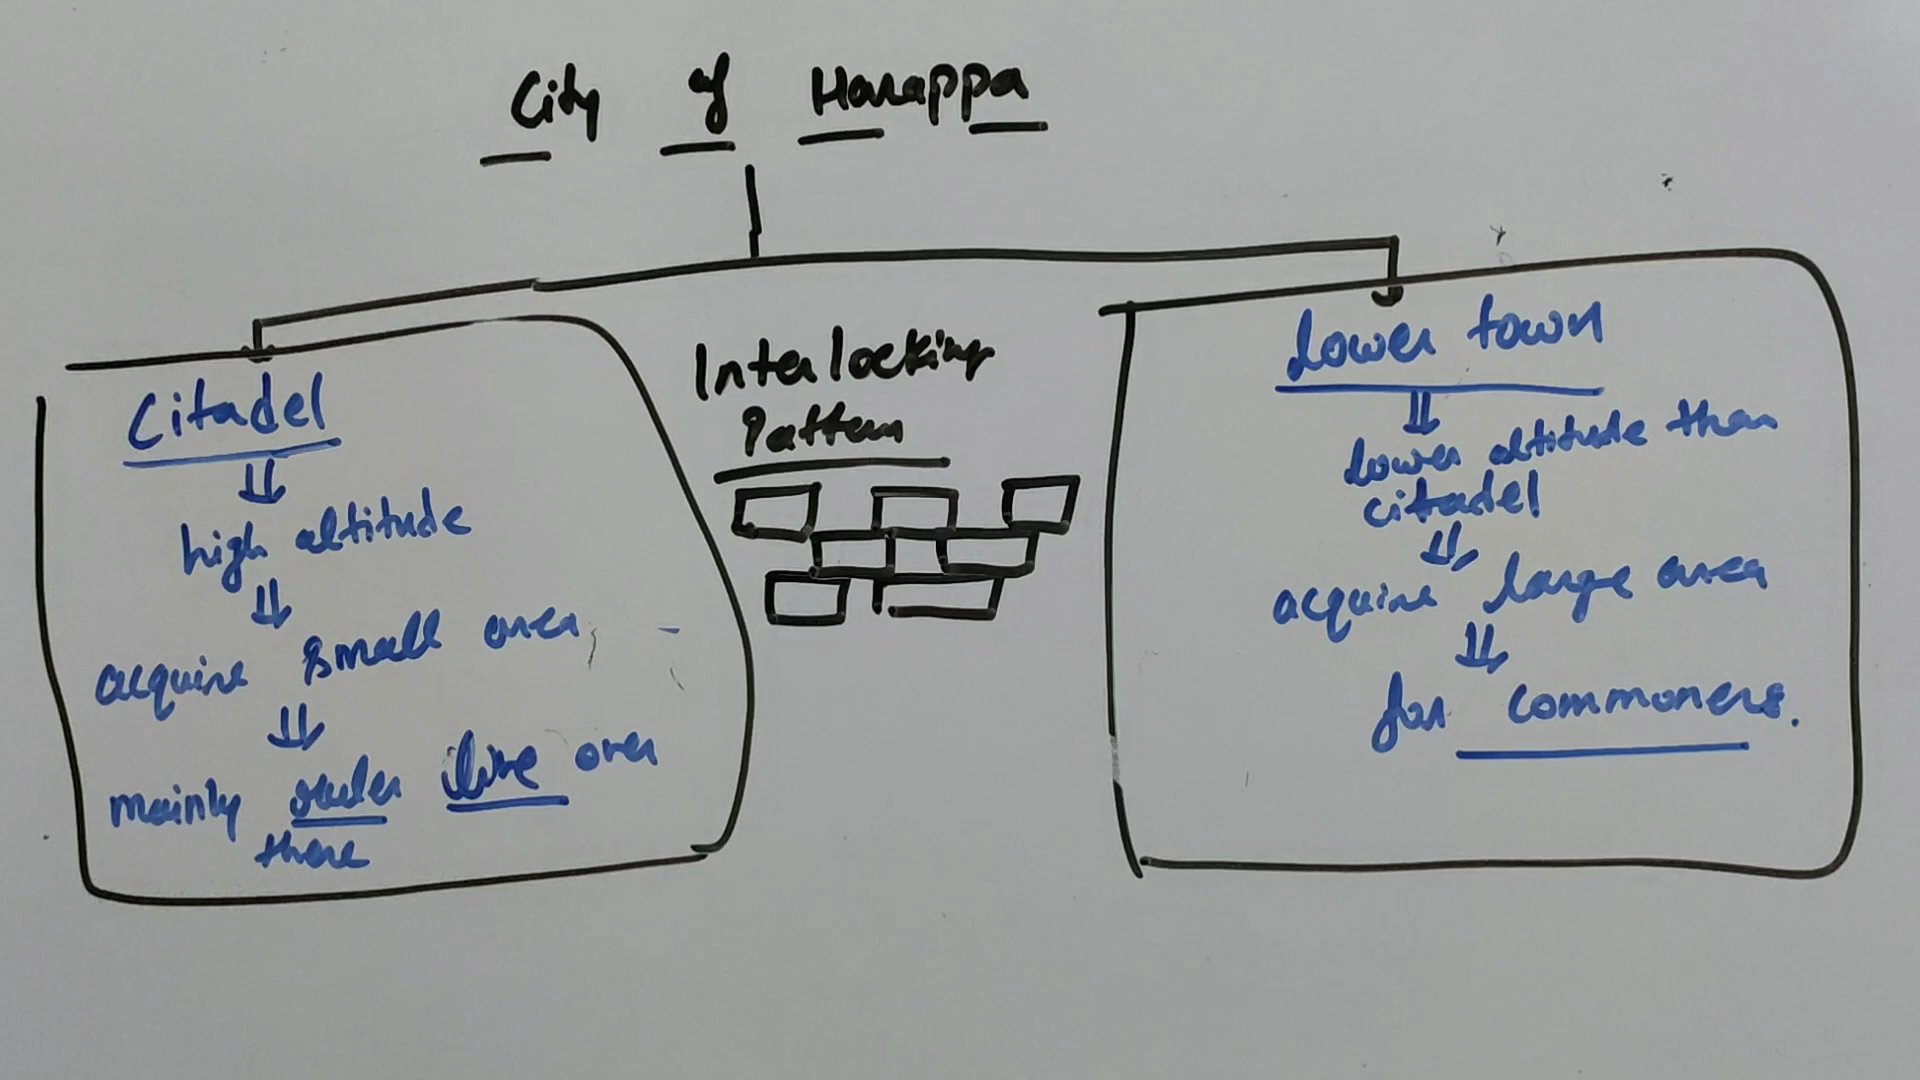 City of Harappa
Citadel
high altitude
acquire small area
mainly ruler live over
there
Interlocking
Pattern
Lower town
lower altitude than
citadel
acquire large area
for commoners.